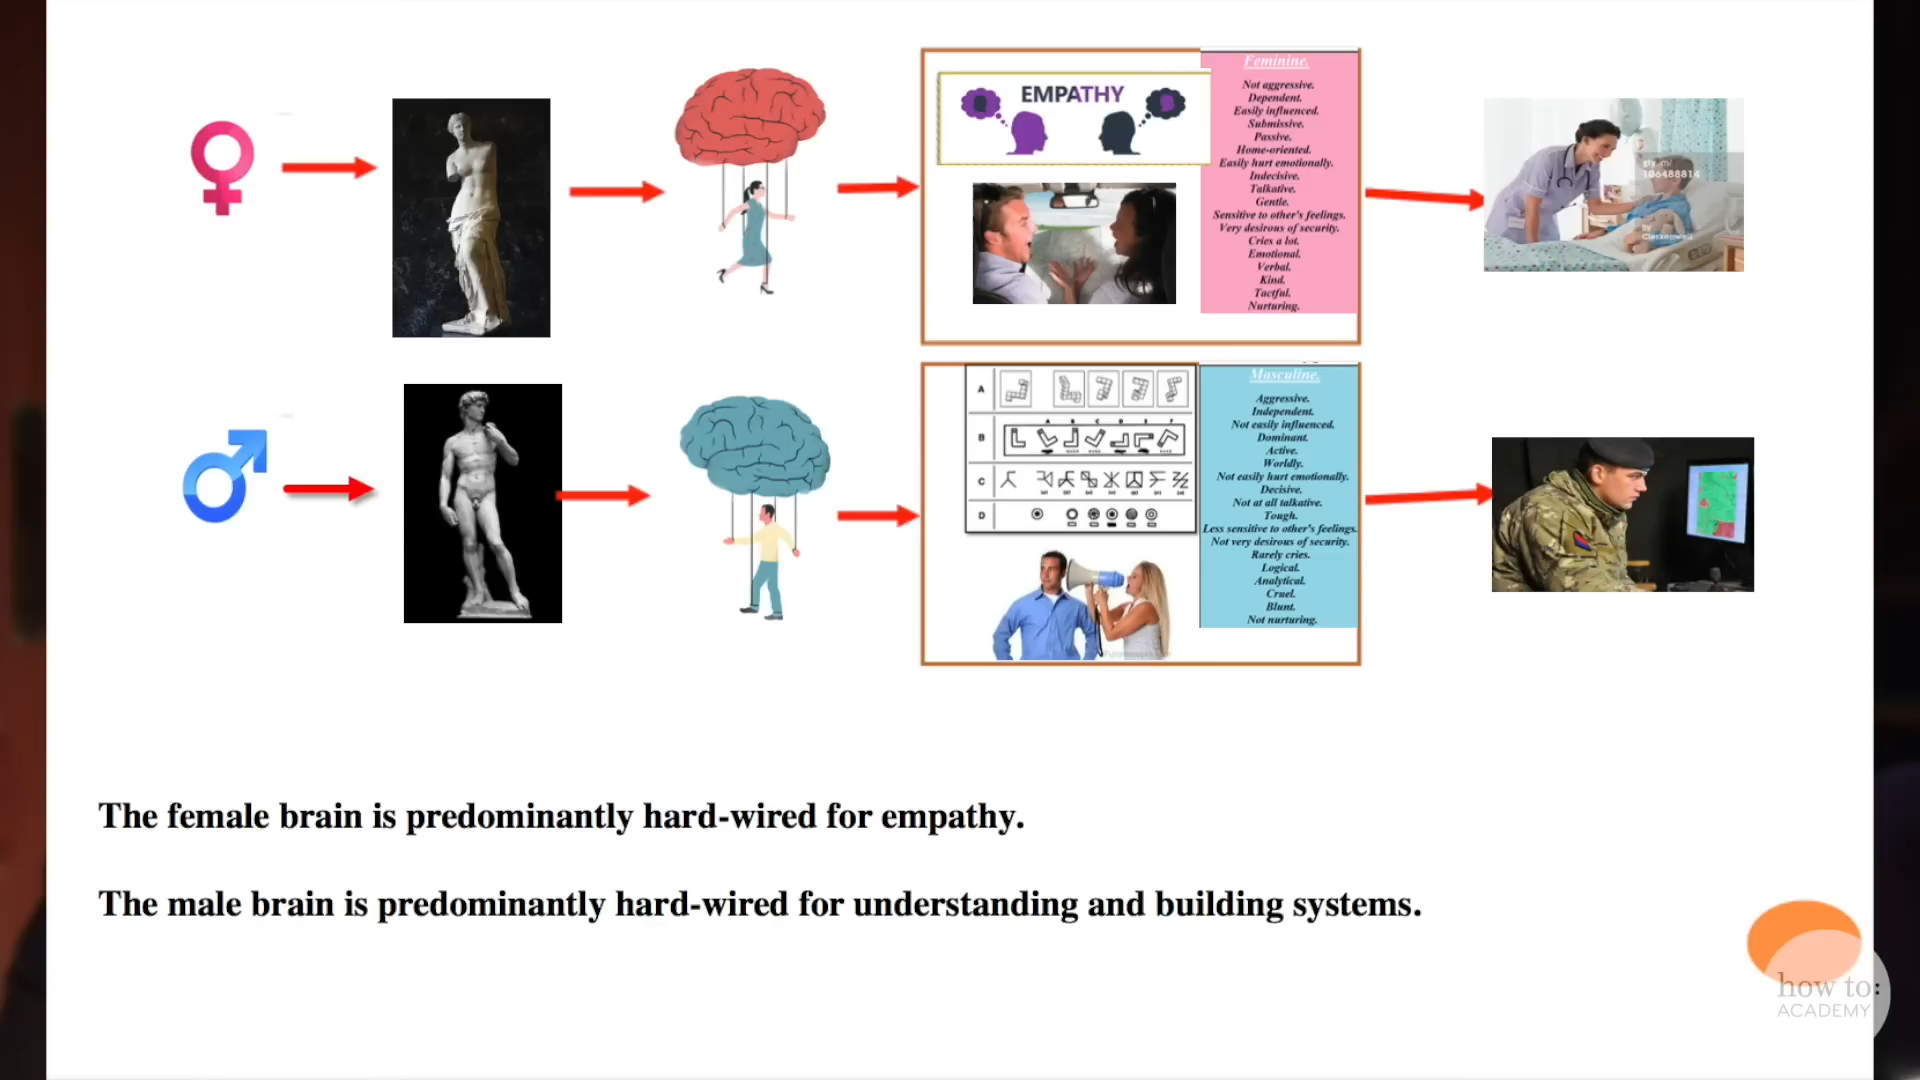 EMPATHY
Feminine.
Not aggressive.
Dependent.
Easily influenced.
Submissive.
Passive.
Home-oriented.
Easily hurt emotionally.
Indecisive.
Talkative.
Gentle.
Sensitive to other's feelings.
Very desirous of security.
Cries a lot.
Emotional.
Verbal.
Kind.
Tactful.
Nurturing.
106488814
A
B
A B C D E F
C
D
Masculine.
Aggressive.
Independent.
Not easily influenced.
Dominant.
Active.
Worldly.
Not easily hurt emotionally.
Decisive.
Not at all talkative.
Tough.
Less sensitive to other's feelings.
Not very desirous of security.
Rarely cries.
Logical.
Analytical.
Cruel.
Blunt.
Not nurturing.
The female brain is predominantly hard-wired for empathy.
The male brain is predominantly hard-wired for understanding and building systems.
how to:
ACADEMY